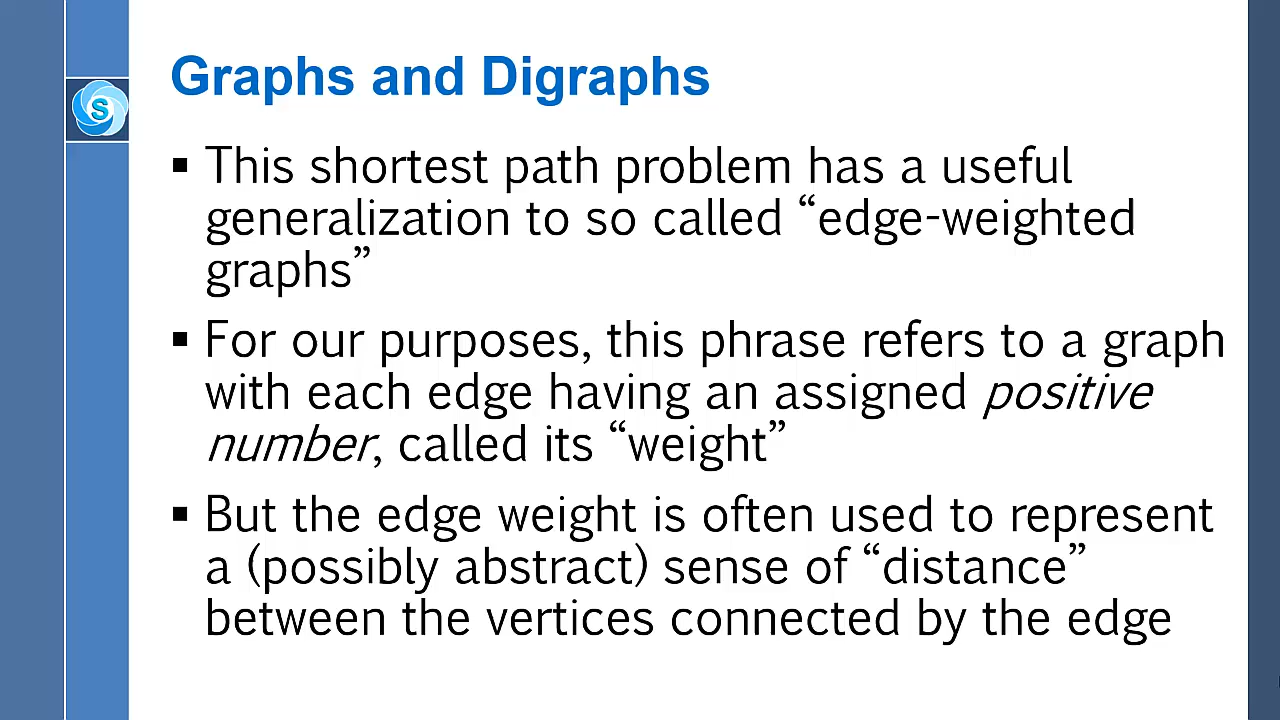 Graphs and Digraphs
S
▪ This shortest path problem has a useful
generalization to so called “edge-weighted
graphs”
▪ For our purposes, this phrase refers to a graph
with each edge having an assigned positive
number, called its “weight”
▪ But the edge weight is often used to represent
a (possibly abstract) sense of “distance”
between the vertices connected by the edge